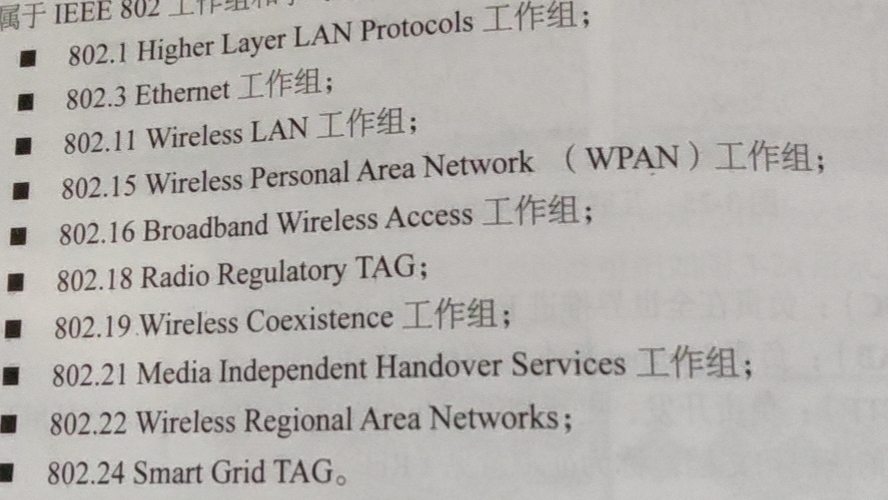 属于 IEEE 802 工作组和
■ 802.1 Higher Layer LAN Protocols 工作组；
■ 802.3 Ethernet 工作组；
■ 802.11 Wireless LAN 工作组；
■ 802.15 Wireless Personal Area Network （WPAN）工作组；
■ 802.16 Broadband Wireless Access 工作组；
■ 802.18 Radio Regulatory TAG；
■ 802.19 Wireless Coexistence 工作组；
■ 802.21 Media Independent Handover Services 工作组；
■ 802.22 Wireless Regional Area Networks；
■ 802.24 Smart Grid TAG。